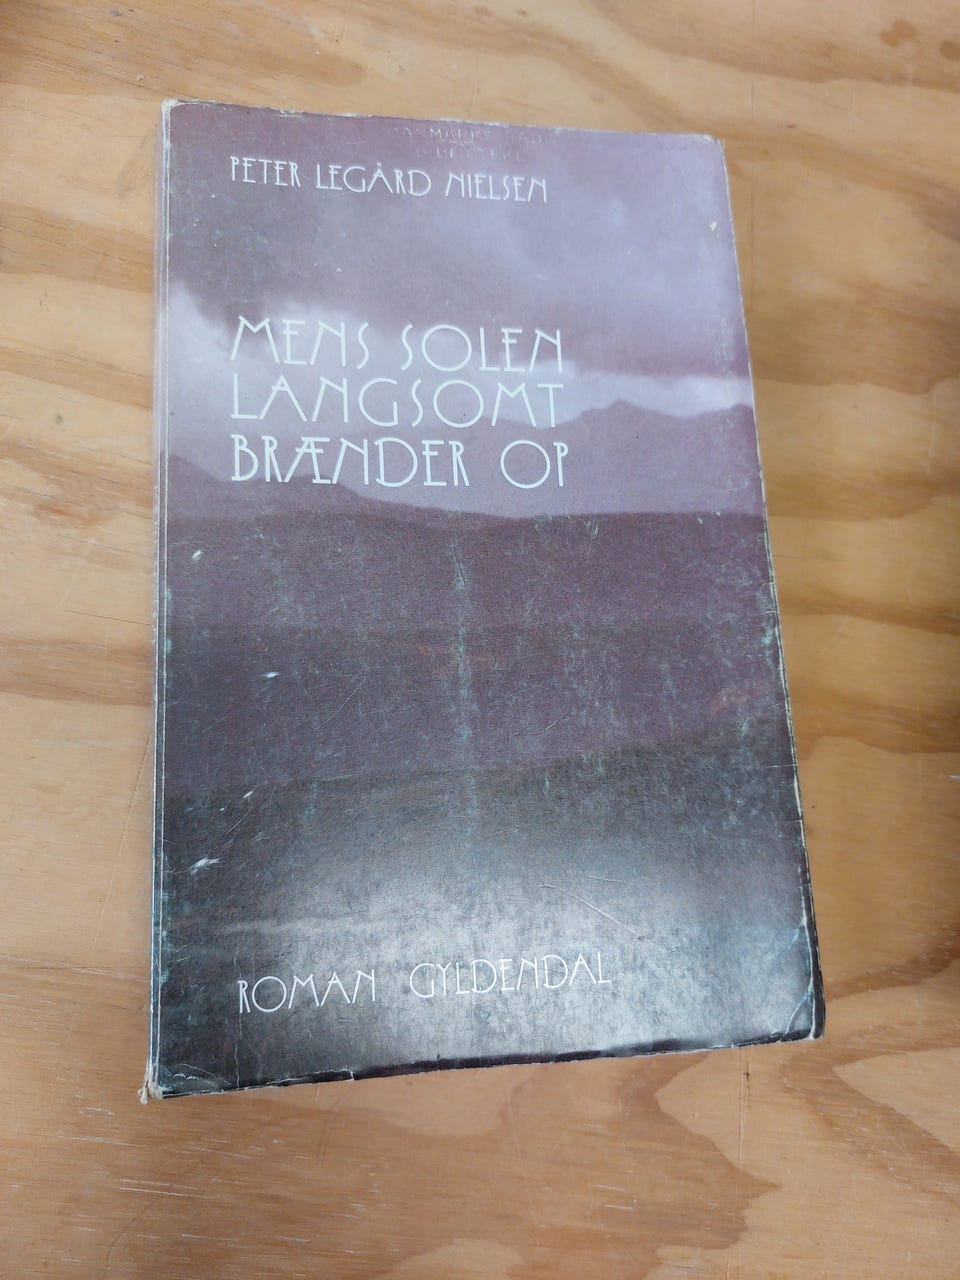 PETER LEGÅRD NIELSEN
MENS SOLEN
LANGSOMT
BRÆNDER OP
ROMAN GYLDENDAL